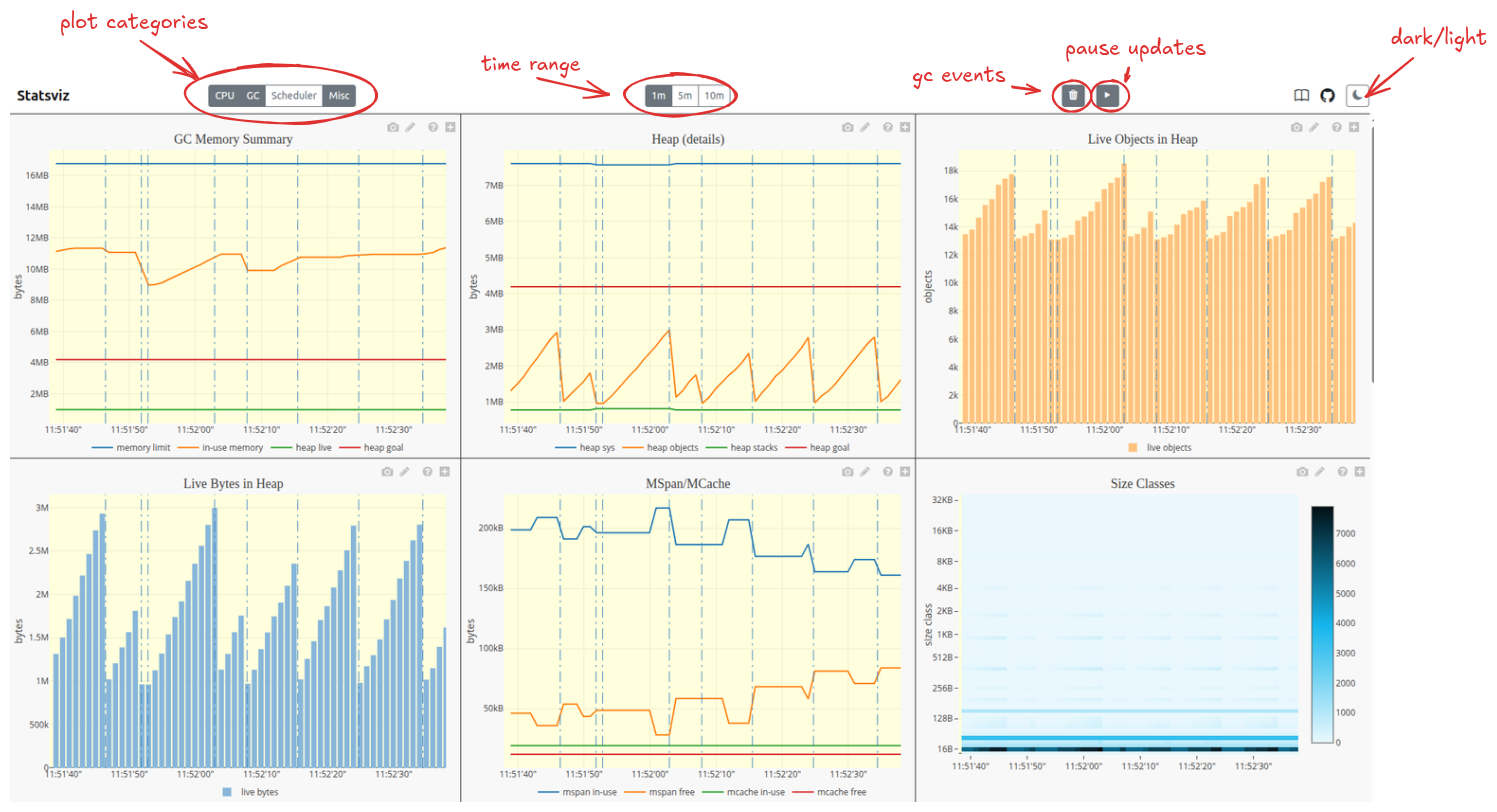 plot categories
time range
gc events
pause updates
dark/light
Statsviz
CPU GC Scheduler Misc
1m 5m 10m
GC Memory Summary
16MB
14MB
12MB
10MB
8MB
6MB
4MB
2MB
bytes
11:51'40" 11:51'50" 11:52'00" 11:52'10" 11:52'20" 11:52'30"
memory limit in-use memory heap live heap goal
Heap (details)
7MB
6MB
5MB
4MB
3MB
2MB
1MB
bytes
11:51'40" 11:51'50" 11:52'00" 11:52'10" 11:52'20" 11:52'30"
heap sys heap objects heap stacks heap goal
Live Objects in Heap
18k
16k
14k
12k
10k
8k
6k
4k
2k
0
objects
11:51'40" 11:51'50" 11:52'00" 11:52'10" 11:52'20" 11:52'30"
live objects
Live Bytes in Heap
3M
2.5M
2M
1.5M
1M
500k
0
bytes
11:51'40" 11:51'50" 11:52'00" 11:52'10" 11:52'20" 11:52'30"
live bytes
MSpan/MCache
200kB
150kB
100kB
50kB
bytes
11:51'40" 11:51'50" 11:52'00" 11:52'10" 11:52'20" 11:52'30"
mspan in-use mspan free mcache in-use mcache free
Size Classes
32KB
16KB
8KB
4KB
2KB
1KB
512B
256B
128B
16B
size class
11:51'40" 11:51'50" 11:52'00" 11:52'10" 11:52'20" 11:52'30"
7000
6000
5000
4000
3000
2000
1000
0